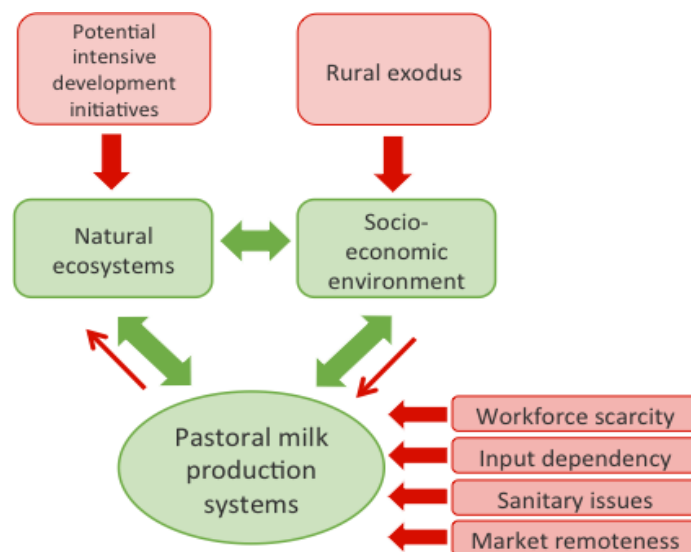 Potential
intensive
development
initiatives
Rural exodus
Natural
ecosystems
Socio-
economic
environment
Pastoral milk
production
systems
Workforce scarcity
Input dependency
Sanitary issues
Market remoteness